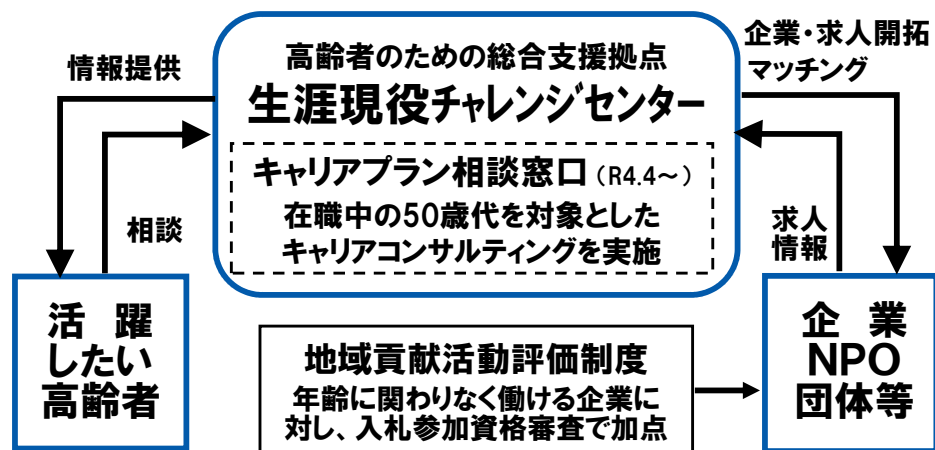 高齢者のための総合支援拠点
生涯現役チャレンジセンター
キャリアプラン相談窓口（R4.4～）
在職中の50歳代を対象とした
キャリアコンサルティングを実施
情報提供
相談
企業・求人開拓
マッチング
求人
情報
活躍
したい
高齢者
地域貢献活動評価制度
年齢に関わりなく働ける企業に
対し、入札参加資格審査で加点
企業
NPO
団体等